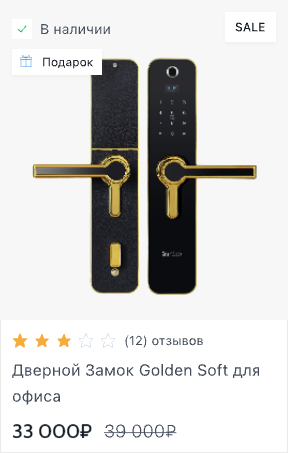 В наличии
SALE
Подарок
(12) отзывов
Дверной Замок Golden Soft для
офиса
33 000₽ 39 000₽